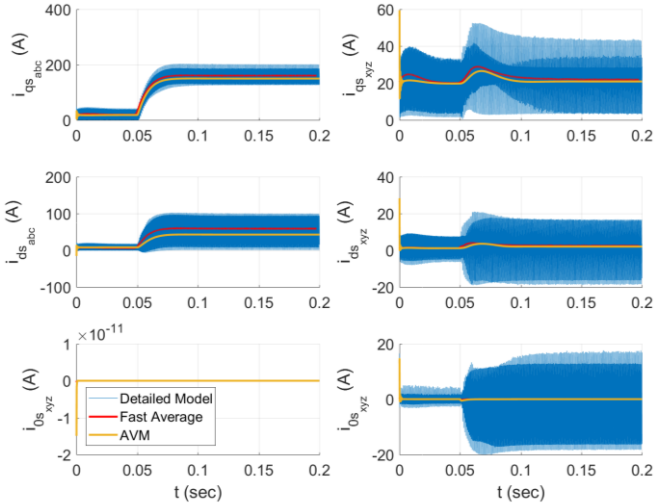 400
200
0
i_qs_abc (A)
0 0.05 0.1 0.15 0.2
60
40
20
0
i_qs_xyz (A)
0 0.05 0.1 0.15 0.2
200
100
0
-100
i_ds_abc (A)
0 0.05 0.1 0.15 0.2
40
20
0
-20
i_ds_xyz (A)
0 0.05 0.1 0.15 0.2
×10^-11
1
0
-1
-2
i_0s_xyz (A)
Detailed Model
Fast Average
AVM
0 0.05 0.1 0.15 0.2
t (sec)
20
0
20
i_0s_xyz (A)
0 0.05 0.1 0.15 0.2
t (sec)